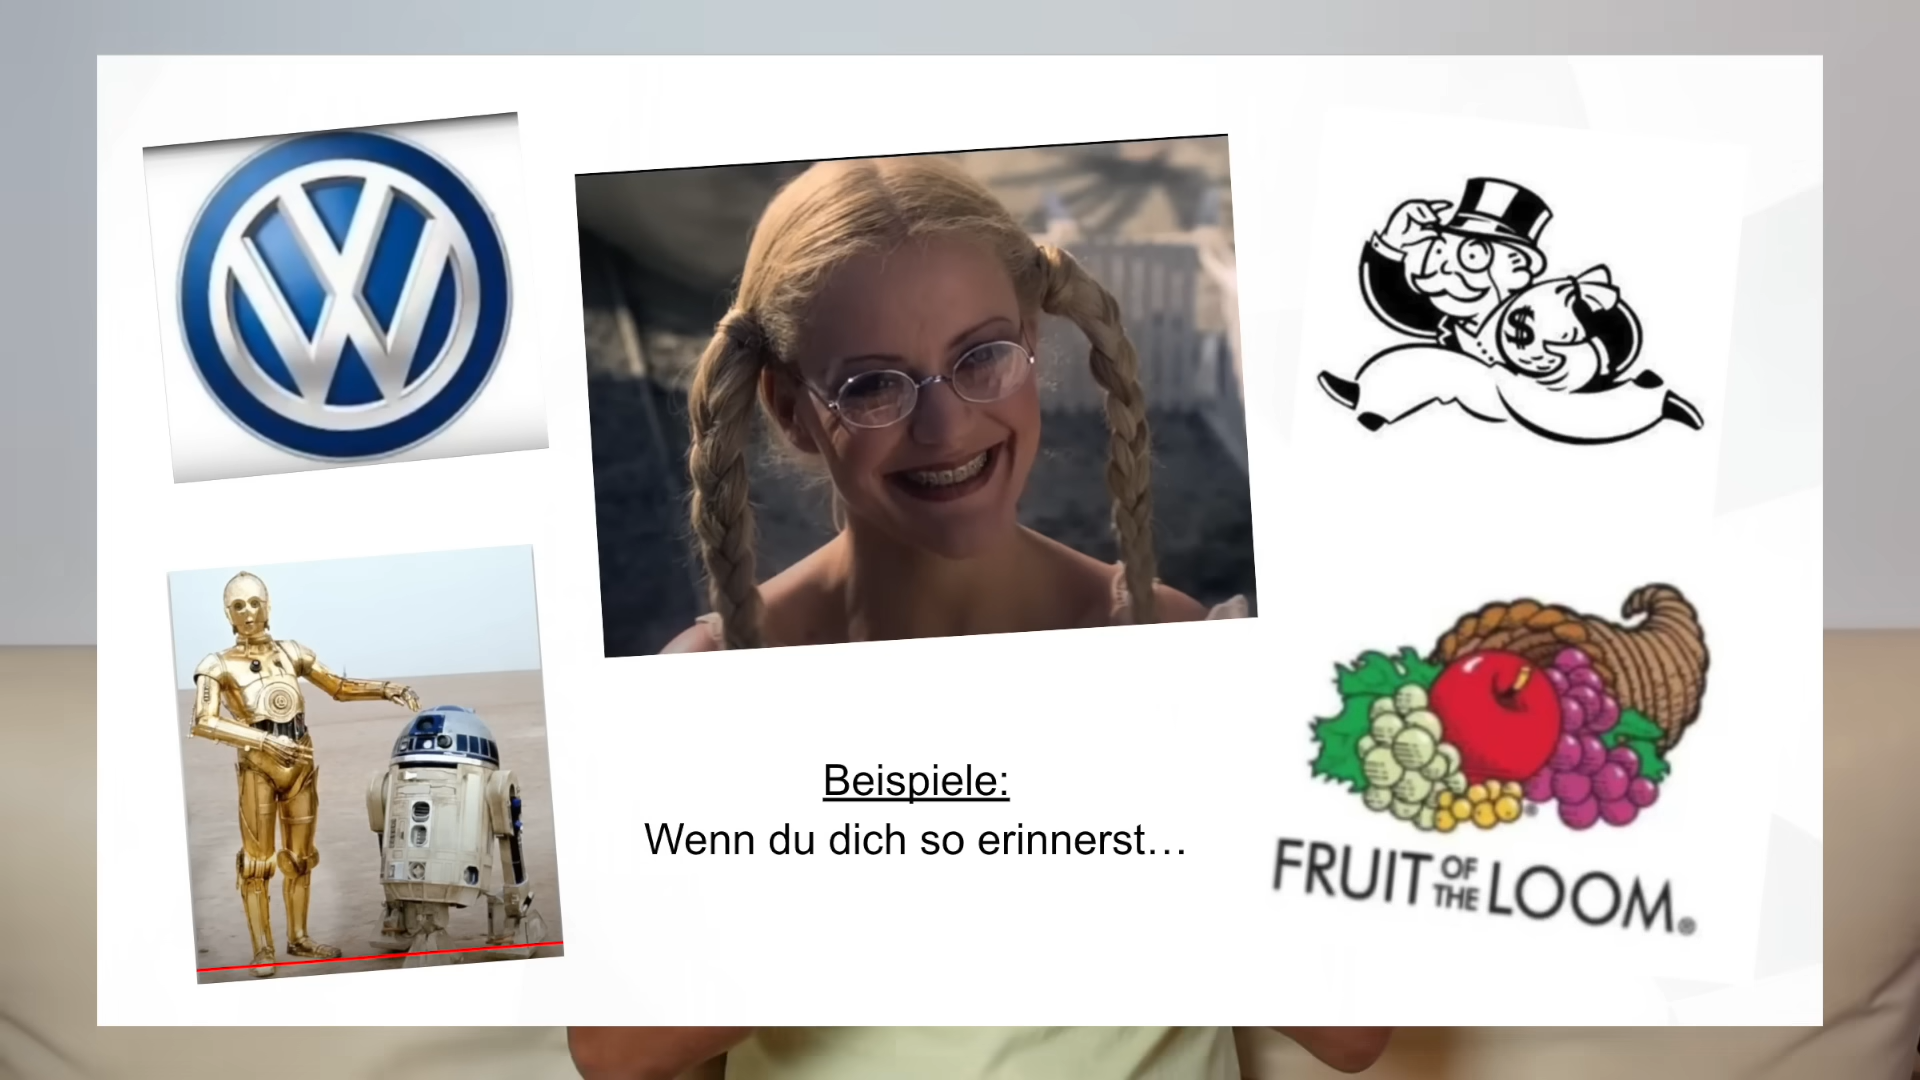 Beispiele:
Wenn du dich so erinnerst…
$
FRUIT OF THE LOOM®